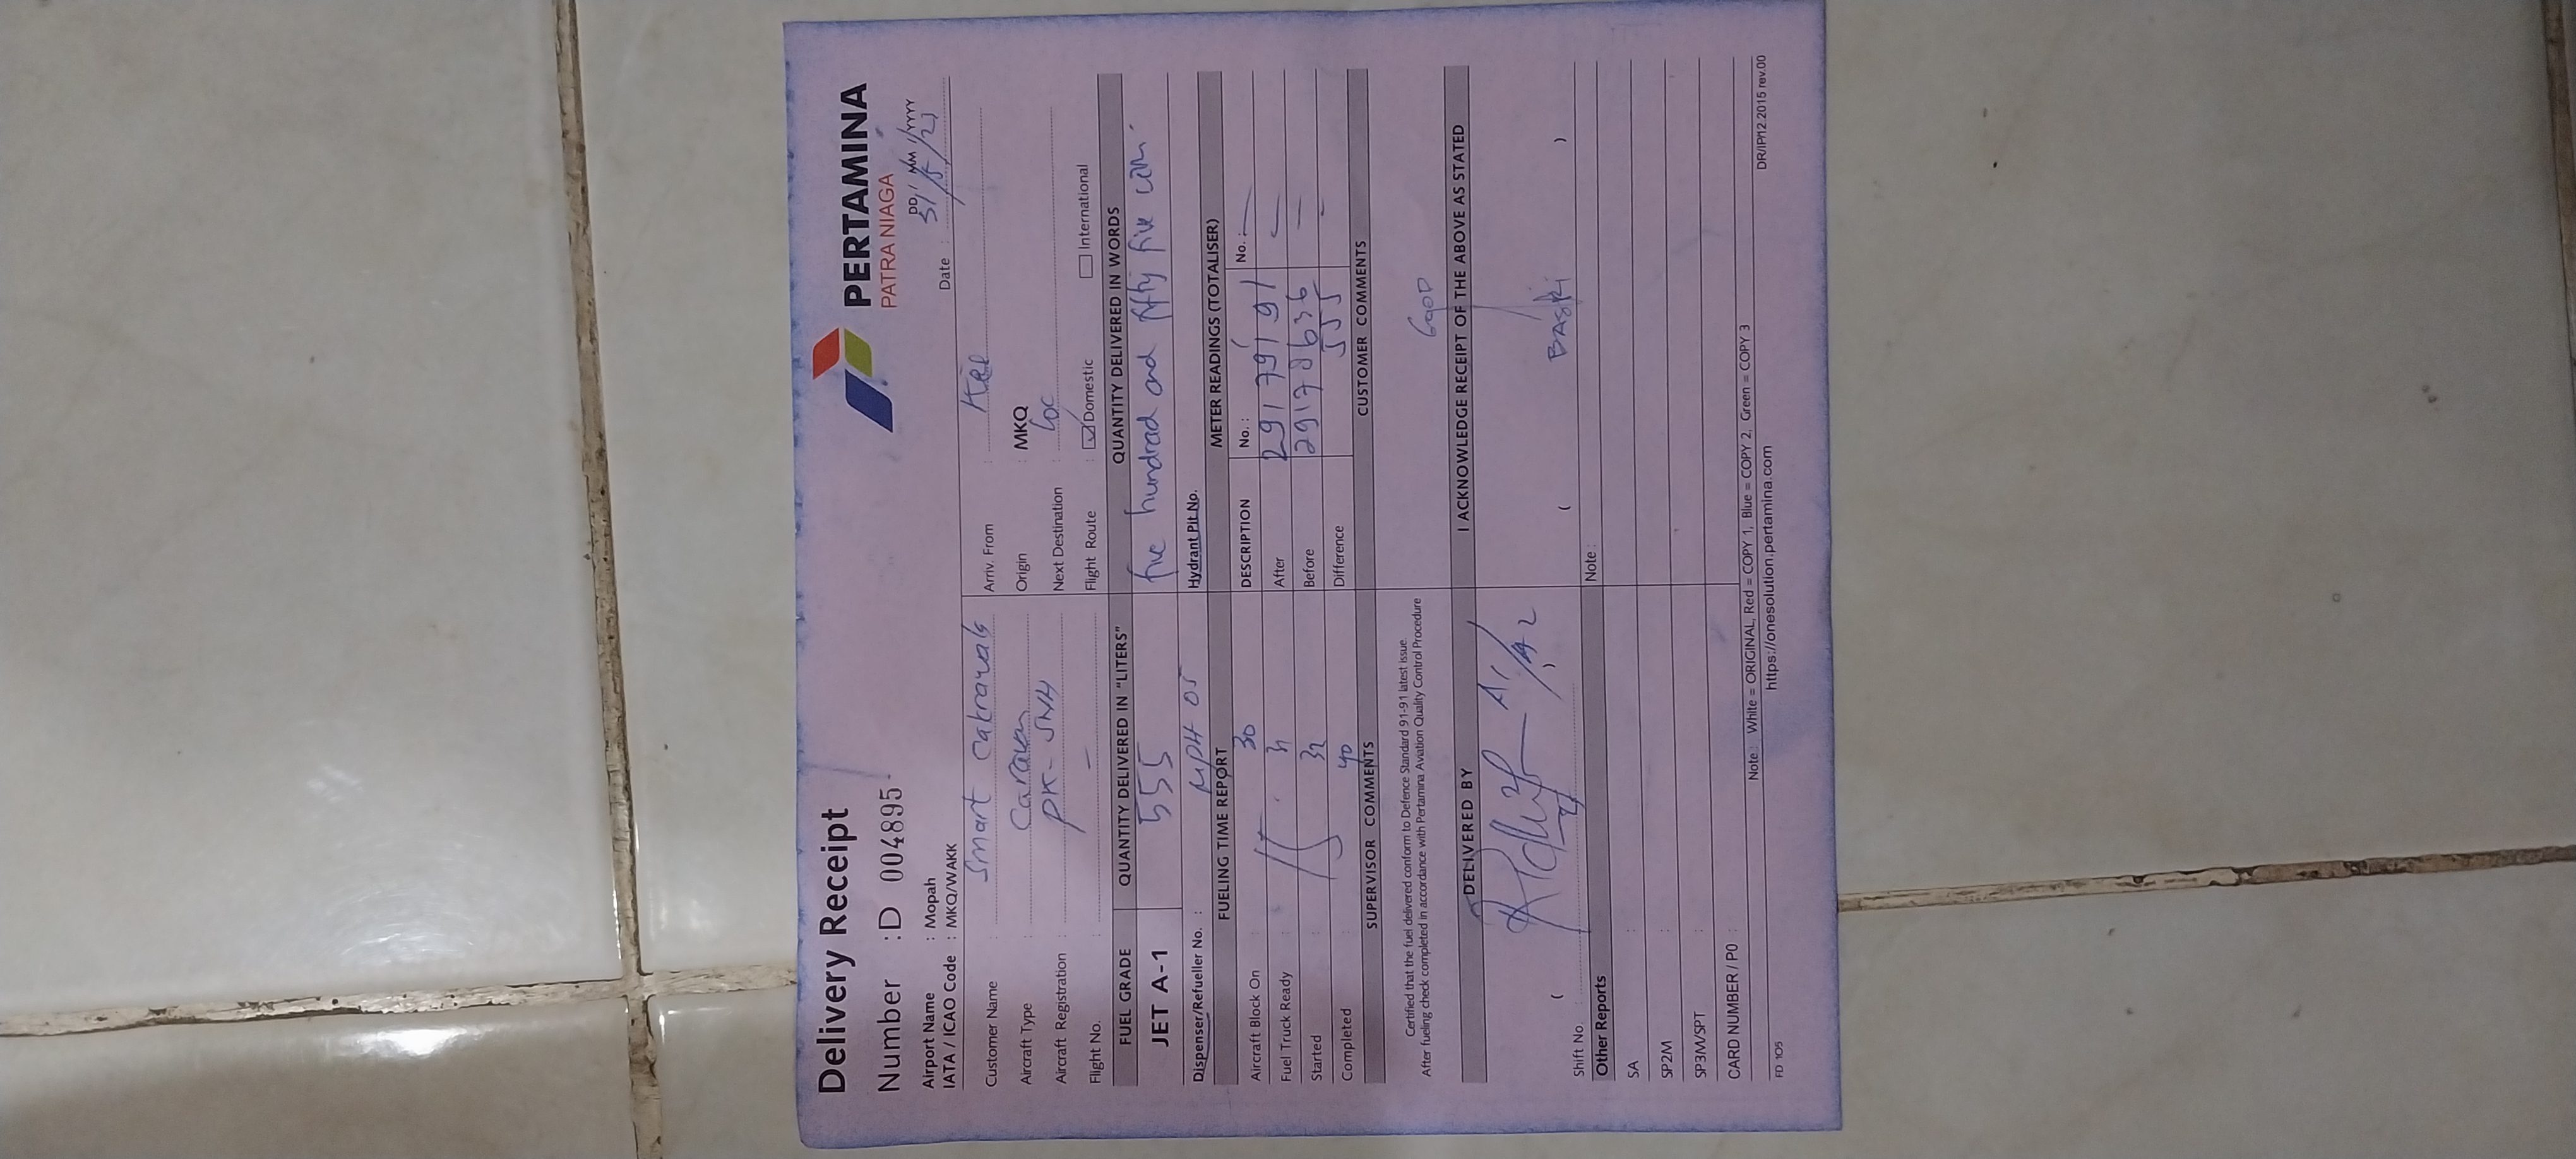 Delivery Receipt
PERTAMINA
PATRA NIAGA
Number : D 004895
DD / MM / YYYY
Date : 31/5/21
Airport Name : Mopah
IATA / ICAO Code : MKQ/WAKK
Customer Name : Smart Cakrawala
Arriv. From : Kel
Aircraft Type : Caravan
Origin : MKQ
Aircraft Registration : PK-SNH
Next Destination : loc
Flight No. : -
Flight Route : Domestic International
FUEL GRADE QUANTITY DELIVERED IN "LITERS" QUANTITY DELIVERED IN WORDS
JET A-1 555 five hundred and fifty five
Dispenser/Refueller No. : MPH 05
Hydrant Pit No.
FUELING TIME REPORT METER READINGS (TOTALISER)
Aircraft Block On : 30
DESCRIPTION No. : No. :
Fuel Truck Ready : 31
After 29179191
Started : 15 32
Before 29178636
Completed : 40
Difference 555
SUPERVISOR COMMENTS CUSTOMER COMMENTS
Certified that the fuel delivered conform to Defence Standard 91-91 latest issue.
After fueling check completed in accordance with Pertamina Aviation Quality Control Procedure
GOOD
DELIVERED BY I ACKNOWLEDGE RECEIPT OF THE ABOVE AS STATED
( ) ( BASKI )
Shift No. :
Other Reports Note :
SA :
SP2M :
SP3M/SPT :
CARD NUMBER / PO :
Note : White = ORIGINAL, Red = COPY 1, Blue = COPY 2, Green = COPY 3
FD 105 https://onesolution.pertamina.com DR/IP/12.2015 rev.00